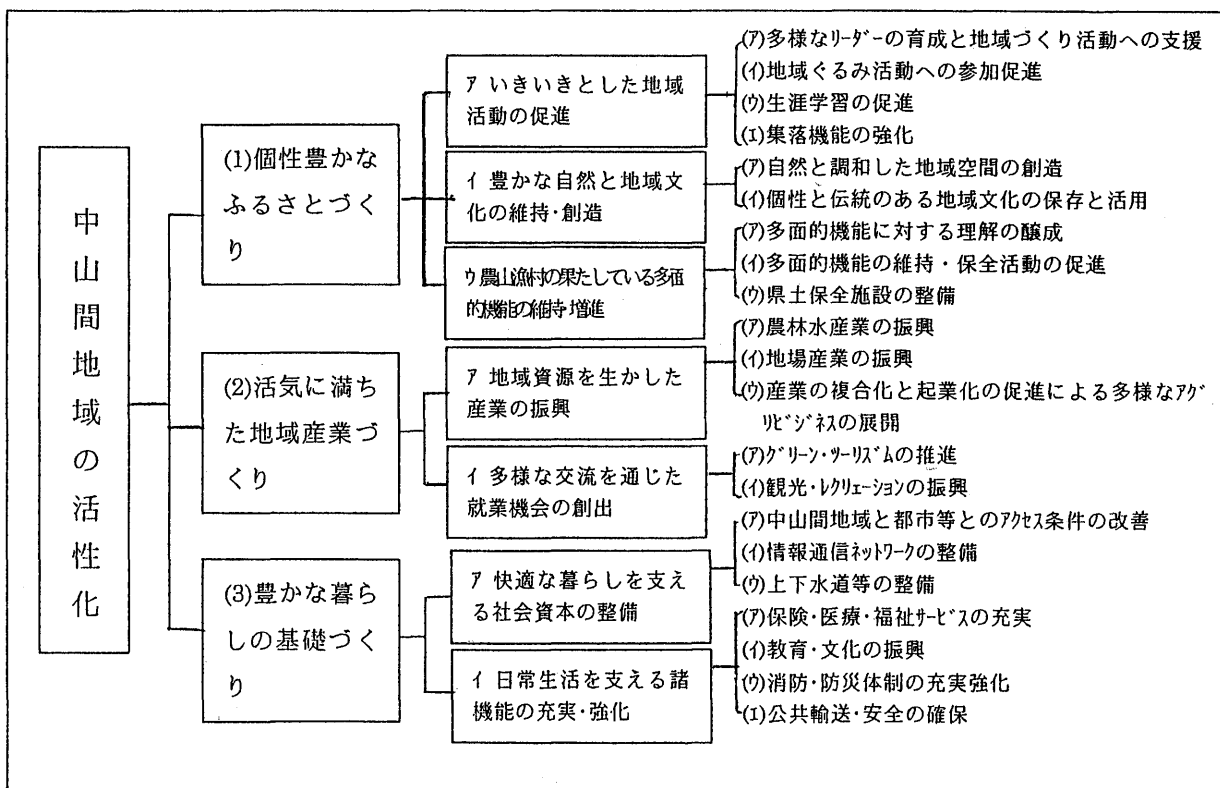 中山間地域の活性化
(1)個性豊かな
ふるさとづく
り
ア いきいきとした地域
活動の促進
(ア)多様なリーダーの育成と地域づくり活動への支援
(イ)地域ぐるみ活動への参加促進
(ウ)生涯学習の促進
(エ)集落機能の強化
イ 豊かな自然と地域文
化の維持・創造
(ア)自然と調和した地域空間の創造
(イ)個性と伝統のある地域文化の保存と活用
ウ 農山漁村の果たしている多面
的機能の維持・増進
(ア)多面的機能に対する理解の醸成
(イ)多面的機能の維持・保全活動の促進
(ウ)県土保全施設の整備
(2)活気に満ち
た地域産業づ
くり
ア 地域資源を生かした
産業の振興
(ア)農林水産業の振興
(イ)地場産業の振興
(ウ)産業の複合化と起業化の促進による多様なアグ
リビジネスの展開
イ 多様な交流を通じた
就業機会の創出
(ア)グリーン・ツーリズムの推進
(イ)観光・レクリェーションの振興
(3)豊かな暮ら
しの基礎づく
り
ア 快適な暮らしを支え
る社会資本の整備
(ア)中山間地域と都市等とのアクセス条件の改善
(イ)情報通信ネットワークの整備
(ウ)上下水道等の整備
イ 日常生活を支える諸
機能の充実・強化
(ア)保険・医療・福祉サービスの充実
(イ)教育・文化の振興
(ウ)消防・防災体制の充実強化
(エ)公共輸送・安全の確保